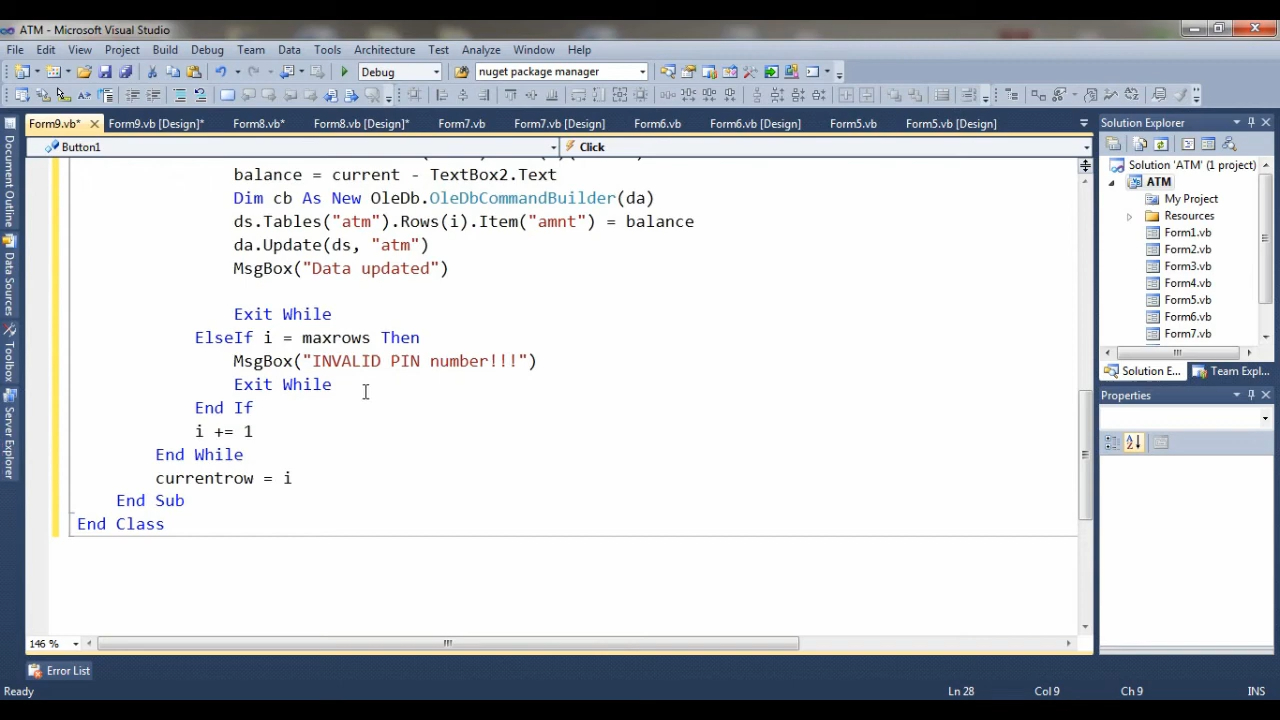 ATM - Microsoft Visual Studio
File Edit View Project Build Debug Team Data Tools Architecture Test Analyze Window Help
Debug nuget package manager
Form9.vb* Form9.vb [Design]* Form8.vb* Form8.vb [Design]* Form7.vb Form7.vb [Design] Form6.vb Form6.vb [Design] Form5.vb Form5.vb [Design]
Button1 Click
balance = current - TextBox2.Text
Dim cb As New OleDb.OleDbCommandBuilder(da)
ds.Tables("atm").Rows(i).Item("amnt") = balance
da.Update(ds, "atm")
MsgBox("Data updated")
Exit While
ElseIf i = maxrows Then
MsgBox("INVALID PIN number!!!")
Exit While
End If
i += 1
End While
currentrow = i
End Sub
End Class
146 %
Error List
Ready Ln 28 Col 9 Ch 9 INS
Document Outline
Data Sources
Toolbox
Server Explorer
Solution Explorer
Solution 'ATM' (1 project)
ATM
My Project
Resources
Form1.vb
Form2.vb
Form3.vb
Form4.vb
Form5.vb
Form6.vb
Form7.vb
Solution E... Team Expl...
Properties